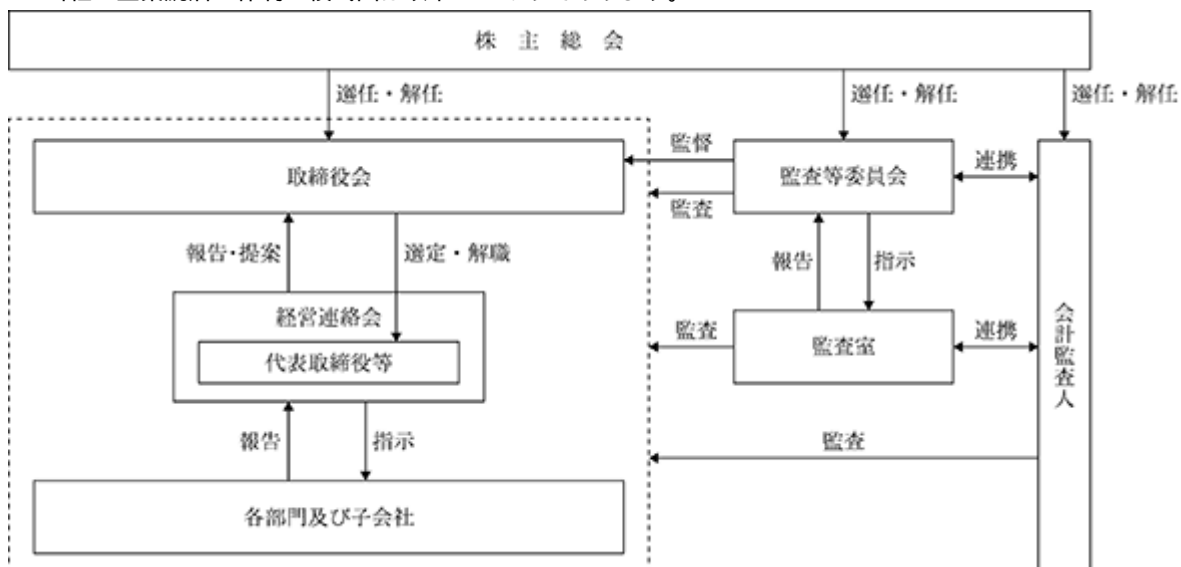 株主総会
選任・解任
選任・解任
選任・解任
取締役会
監督
監査
監査等委員会
連携
報告・提案
選定・解職
報告
指示
経営連絡会
代表取締役等
監査
監査室
連携
会計監査人
報告
指示
監査
各部門及び子会社